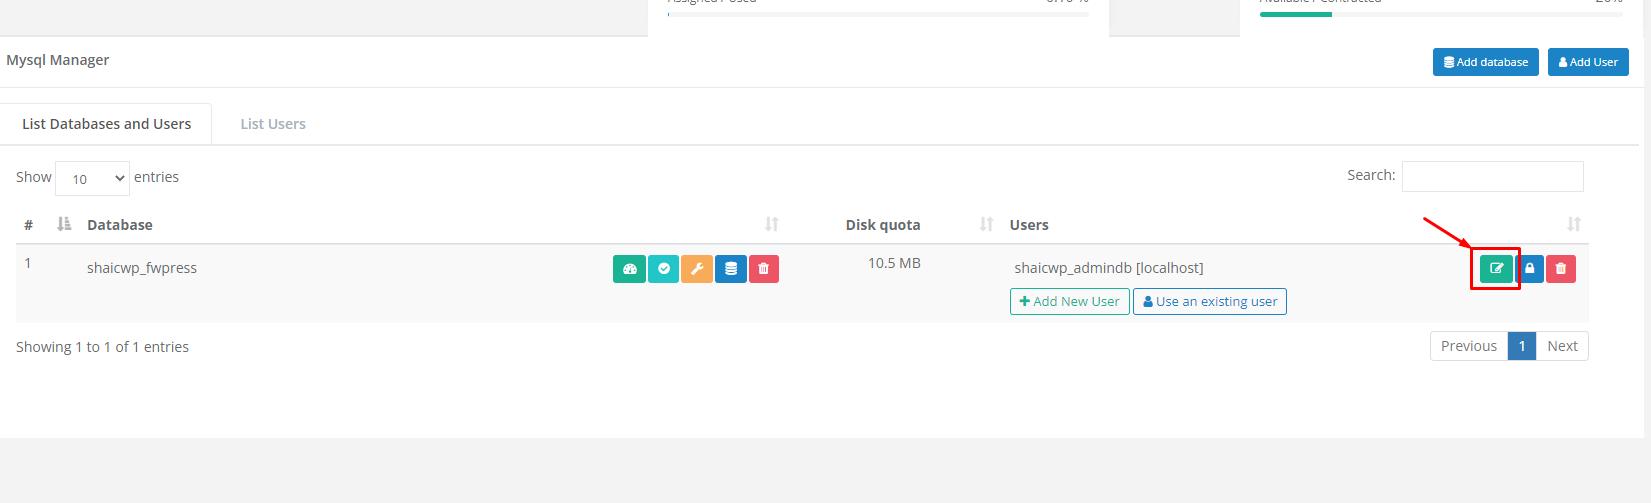 Mysql Manager
Add database
Add User
List Databases and Users
List Users
Show 10 entries
Search:
# Database Disk quota Users
1 shaicwp_fwpress 10.5 MB shaicwp_admindb [localhost]
Add New User
Use an existing user
Showing 1 to 1 of 1 entries
Previous 1 Next